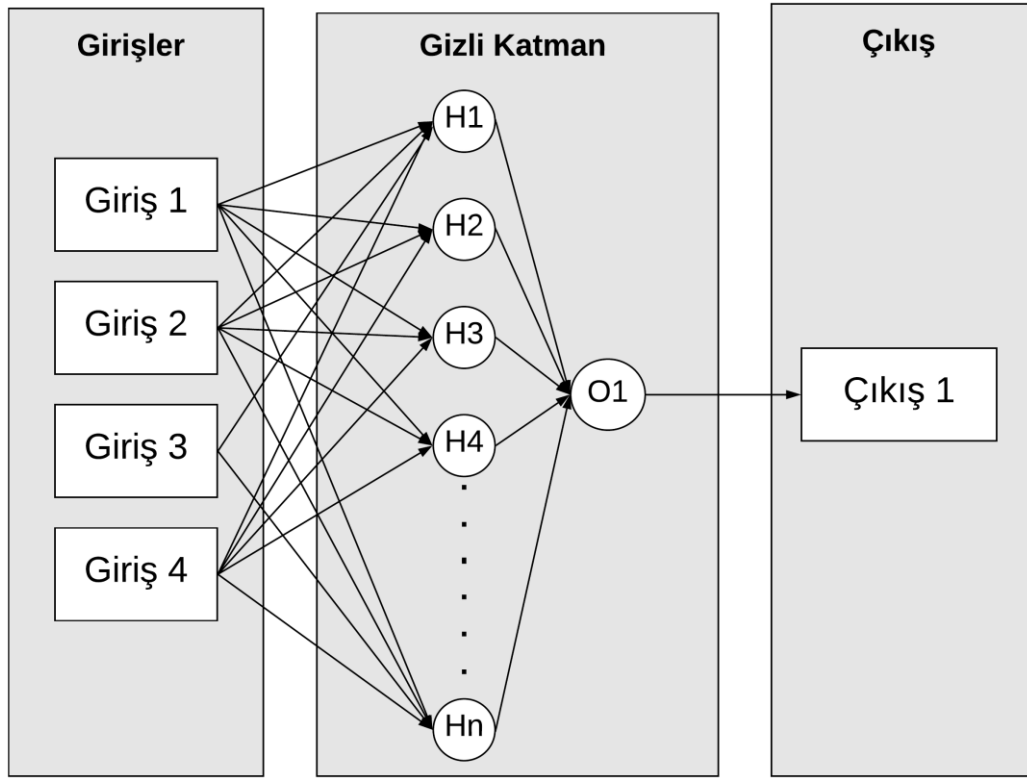 Girişler
Giriş 1
Giriş 2
Giriş 3
Giriş 4
Gizli Katman
H1
H2
H3
H4
Hn
O1
Çıkış
Çıkış 1